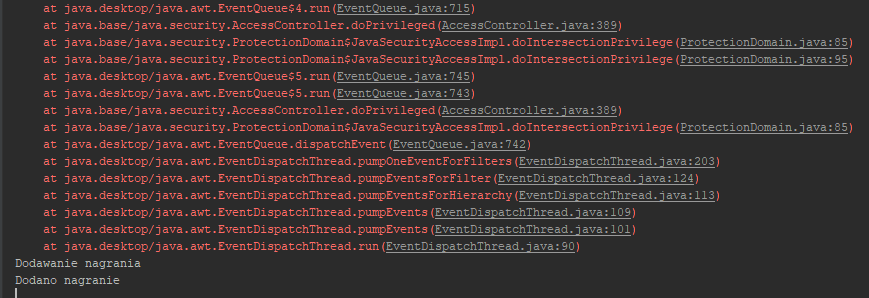 at java.desktop/java.awt.EventQueue$4.run(EventQueue.java:715)
at java.base/java.security.AccessController.doPrivileged(AccessController.java:389)
at java.base/java.security.ProtectionDomain$JavaSecurityAccessImpl.doIntersectionPrivilege(ProtectionDomain.java:85)
at java.base/java.security.ProtectionDomain$JavaSecurityAccessImpl.doIntersectionPrivilege(ProtectionDomain.java:95)
at java.desktop/java.awt.EventQueue$5.run(EventQueue.java:745)
at java.desktop/java.awt.EventQueue$5.run(EventQueue.java:743)
at java.base/java.security.AccessController.doPrivileged(AccessController.java:389)
at java.base/java.security.ProtectionDomain$JavaSecurityAccessImpl.doIntersectionPrivilege(ProtectionDomain.java:85)
at java.desktop/java.awt.EventQueue.dispatchEvent(EventQueue.java:742)
at java.desktop/java.awt.EventDispatchThread.pumpOneEventForFilters(EventDispatchThread.java:203)
at java.desktop/java.awt.EventDispatchThread.pumpEventsForFilter(EventDispatchThread.java:124)
at java.desktop/java.awt.EventDispatchThread.pumpEventsForHierarchy(EventDispatchThread.java:113)
at java.desktop/java.awt.EventDispatchThread.pumpEvents(EventDispatchThread.java:109)
at java.desktop/java.awt.EventDispatchThread.pumpEvents(EventDispatchThread.java:101)
at java.desktop/java.awt.EventDispatchThread.run(EventDispatchThread.java:90)
Dodawanie nagrania
Dodano nagranie